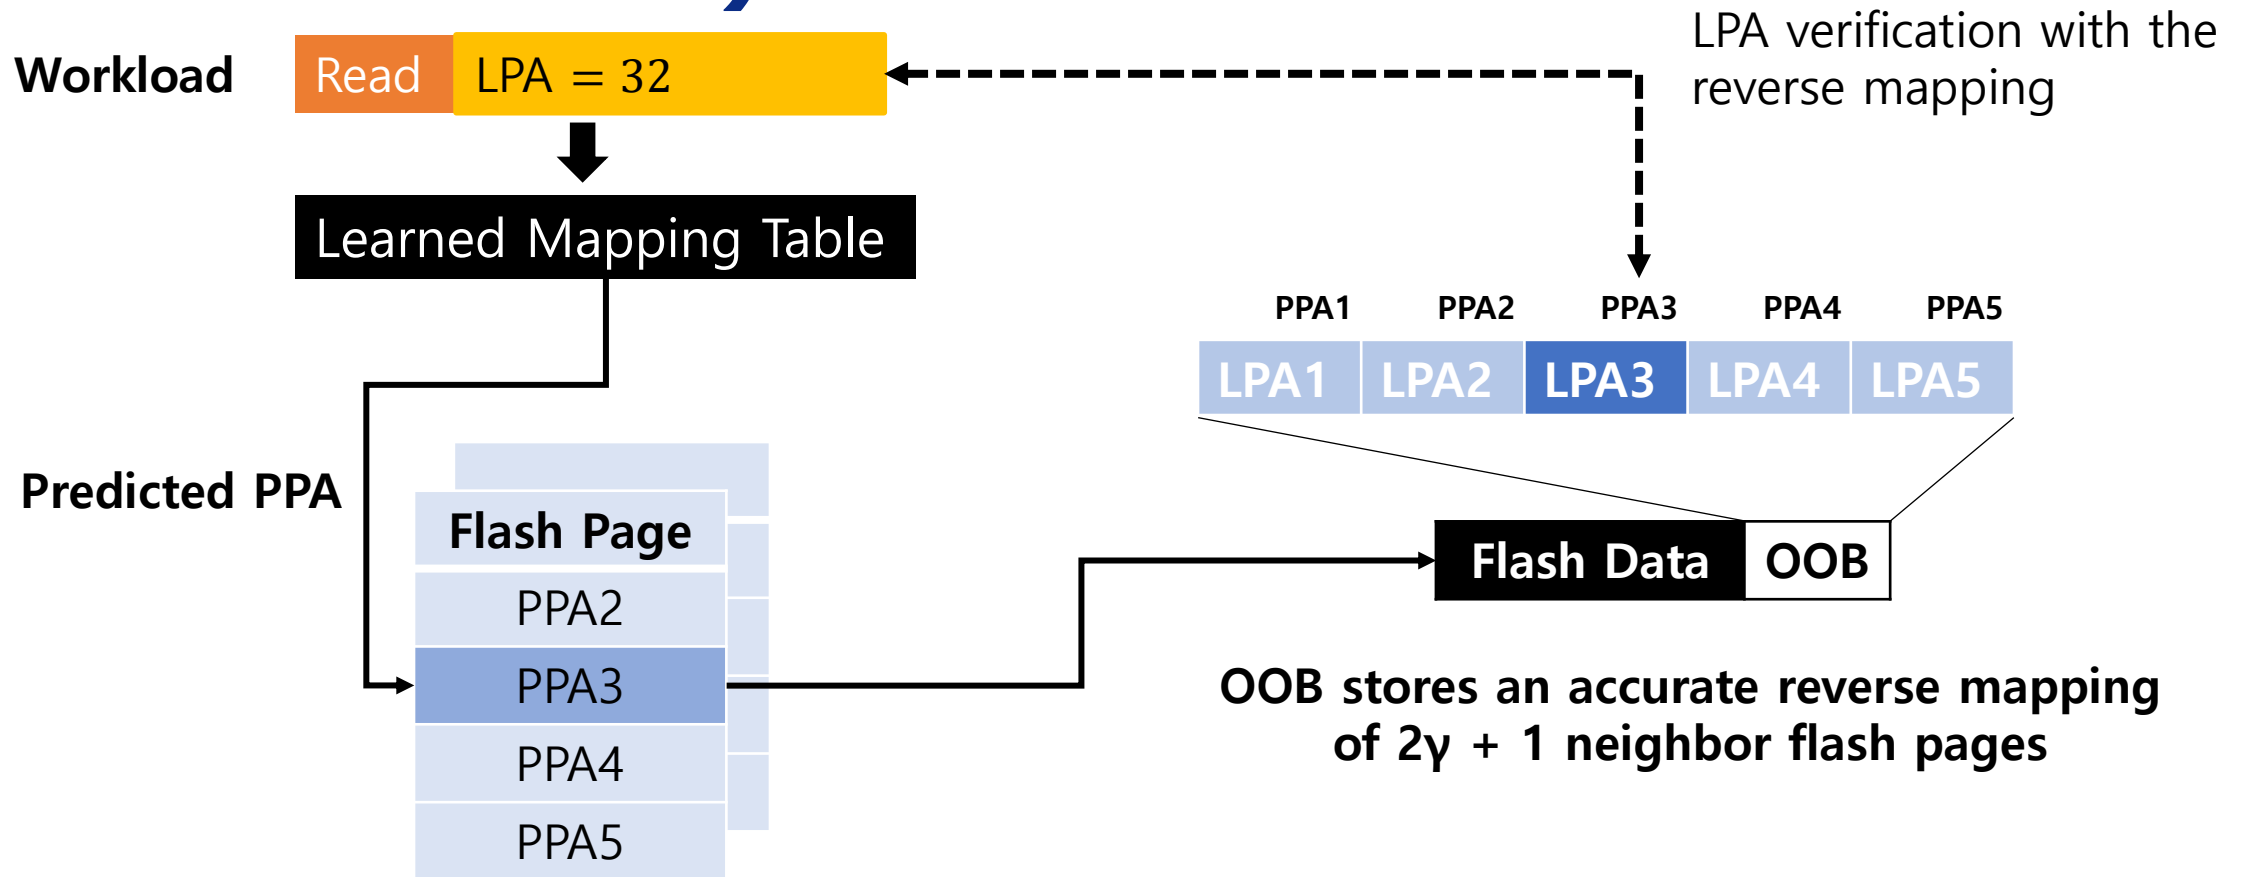 LPA verification with the
reverse mapping
Workload
Read
LPA = 32
Learned Mapping Table
PPA1 PPA2 PPA3 PPA4 PPA5
LPA1 LPA2 LPA3 LPA4 LPA5
Predicted PPA
Flash Page
PPA2
PPA3
PPA4
PPA5
Flash Data
OOB
OOB stores an accurate reverse mapping
of 2γ + 1 neighbor flash pages